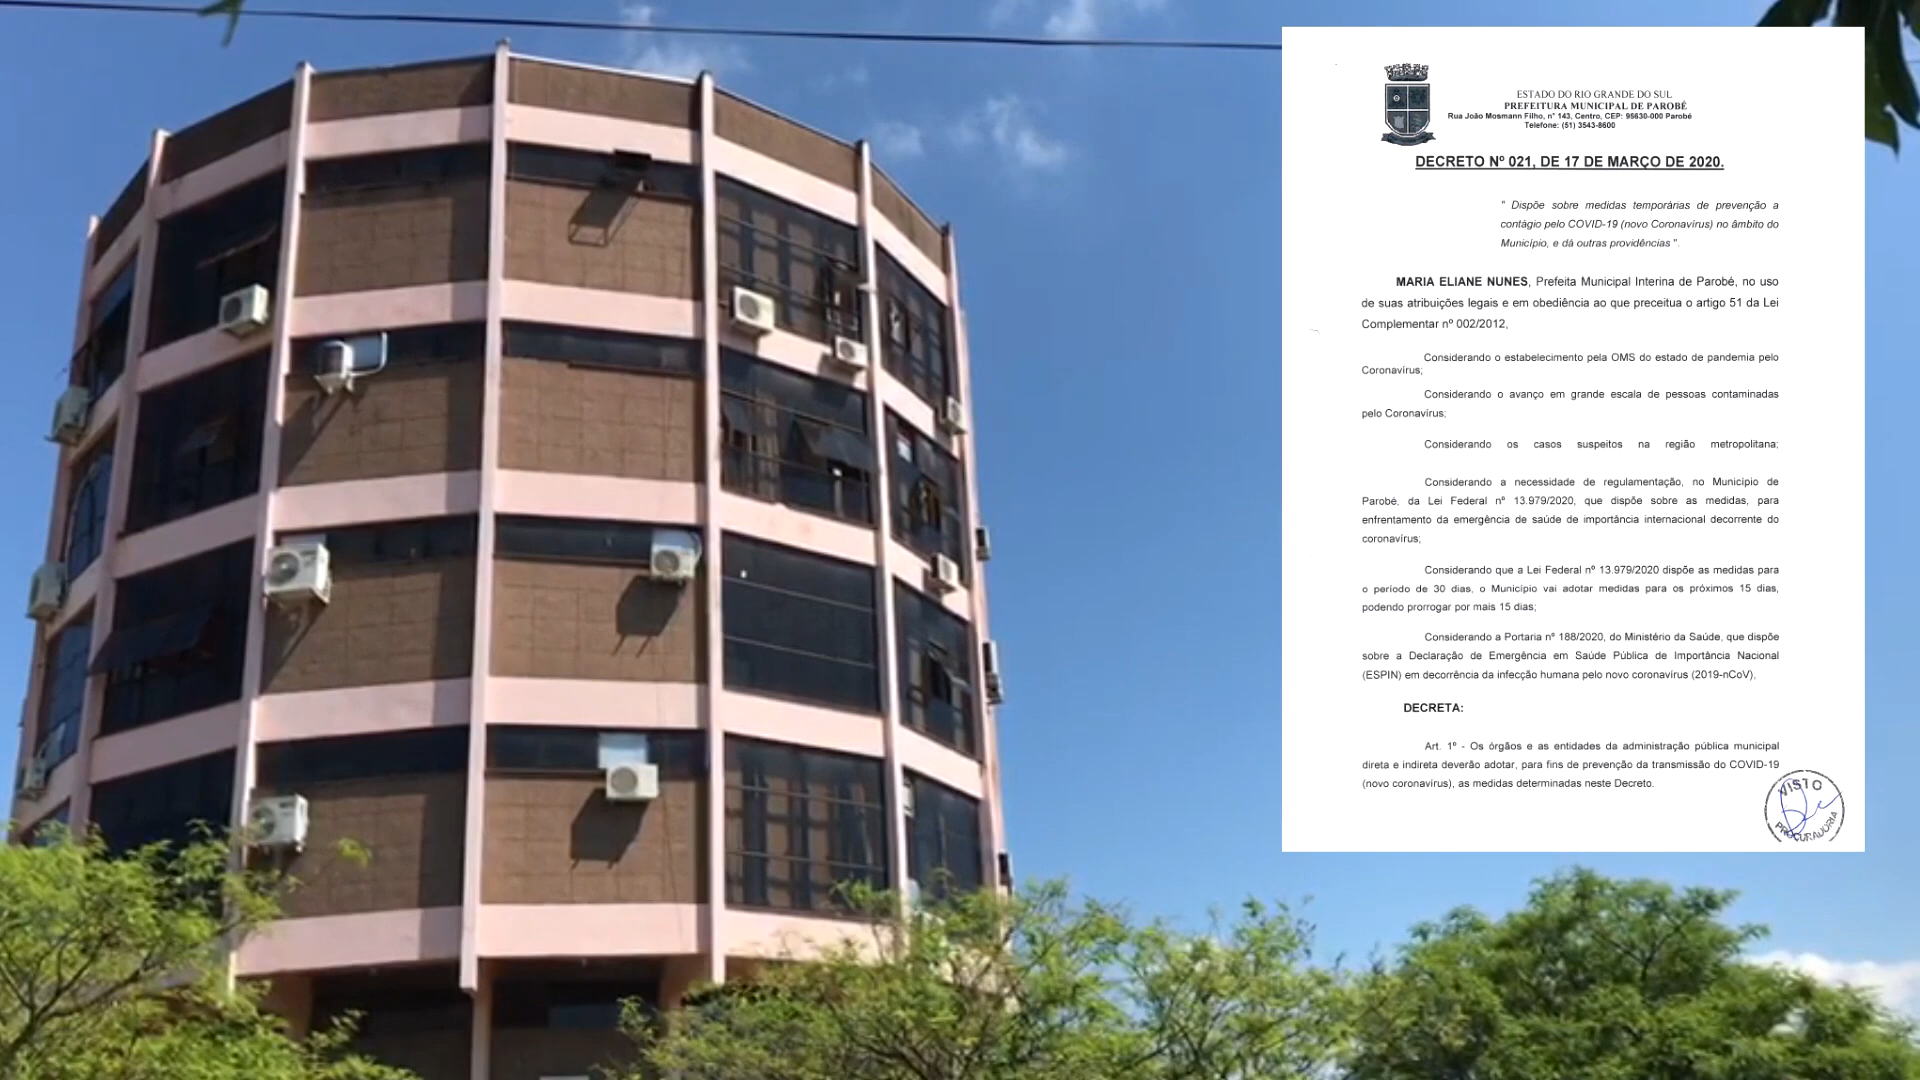 ESTADO DO RIO GRANDE DO SUL
PREFEITURA MUNICIPAL DE PAROBÉ
Rua João Mosmann Filho, n° 143, Centro, CEP: 95630-000 Parobé
Telefone: (51) 3543-8600
DECRETO Nº 021, DE 17 DE MARÇO DE 2020.
" Dispõe sobre medidas temporárias de prevenção a
contágio pelo COVID-19 (novo Coronavírus) no âmbito do
Município, e dá outras providências ".
MARIA ELIANE NUNES, Prefeita Municipal Interina de Parobé, no uso
de suas atribuições legais e em obediência ao que preceitua o artigo 51 da Lei
Complementar nº 002/2012,
Considerando o estabelecimento pela OMS do estado de pandemia pelo
Coronavírus;
Considerando o avanço em grande escala de pessoas contaminadas
pelo Coronavírus;
Considerando os casos suspeitos na região metropolitana;
Considerando a necessidade de regulamentação, no Município de
Parobé, da Lei Federal nº 13.979/2020, que dispõe sobre as medidas, para
enfrentamento da emergência de saúde de importância internacional decorrente do
coronavírus;
Considerando que a Lei Federal nº 13.979/2020 dispõe as medidas para
o período de 30 dias, o Município vai adotar medidas para os próximos 15 dias,
podendo prorrogar por mais 15 dias;
Considerando a Portaria nº 188/2020, do Ministério da Saúde, que dispõe
sobre a Declaração de Emergência em Saúde Pública de Importância Nacional
(ESPIN) em decorrência da infecção humana pelo novo coronavírus (2019-nCoV),
DECRETA:
Art. 1º - Os órgãos e as entidades da administração pública municipal
direta e indireta deverão adotar, para fins de prevenção da transmissão do COVID-19
(novo coronavírus), as medidas determinadas neste Decreto.
VISTO
PROCURADORIA